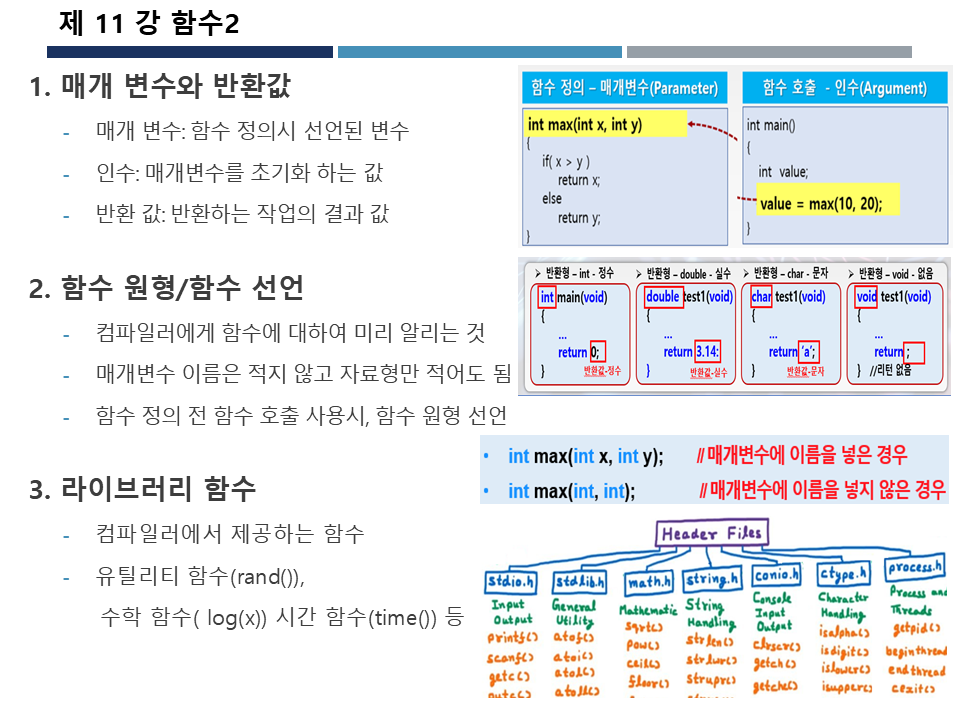 제 11 강 함수2
1. 매개 변수와 반환값
- 매개 변수: 함수 정의시 선언된 변수
- 인수: 매개변수를 초기화 하는 값
- 반환 값: 반환하는 작업의 결과 값
2. 함수 원형/함수 선언
- 컴파일러에게 함수에 대하여 미리 알리는 것
- 매개변수 이름은 적지 않고 자료형만 적어도 됨
- 함수 정의 전 함수 호출 사용시, 함수 원형 선언
3. 라이브러리 함수
- 컴파일러에서 제공하는 함수
- 유틸리티 함수(rand()),
수학 함수( log(x)) 시간 함수(time()) 등
함수 정의 – 매개변수(Parameter)
int max(int x, int y)
{
if( x > y )
return x;
else
return y;
}
함수 호출 - 인수(Argument)
int main()
{
int value;
value = max(10, 20);
}
➢ 반환형 – int - 정수
int main(void)
{
...
return 0;
} 반환값-정수
➢ 반환형 – double - 실수
double test1(void)
{
...
return 3.14:
} 반환값-실수
➢ 반환형 – char - 문자
char test1(void)
{
...
return ‘a’;
} 반환값-문자
➢ 반환형 – void - 없음
void test1(void)
{
...
return ;
} //리턴 없음
• int max(int x, int y); // 매개변수에 이름을 넣은 경우
• int max(int, int); // 매개변수에 이름을 넣지 않은 경우
Header Files
stdio.h
Input
Output
printf()
scanf()
getc()
putc()
stdlib.h
General
Utility
atof()
atoi()
atol()
atoll()
math.h
Mathematic
sqrt()
pow()
ceil()
floor()
string.h
String
Handling
strlen()
strlwr()
strupr()
conio.h
Console
Input
Output
clrscr()
getch()
getche()
ctype.h
Character
Handling
isalpha()
isdigit()
islower()
isupper()
process.h
Process and
Threads
getpid()
beginthread
endthread
cexit()